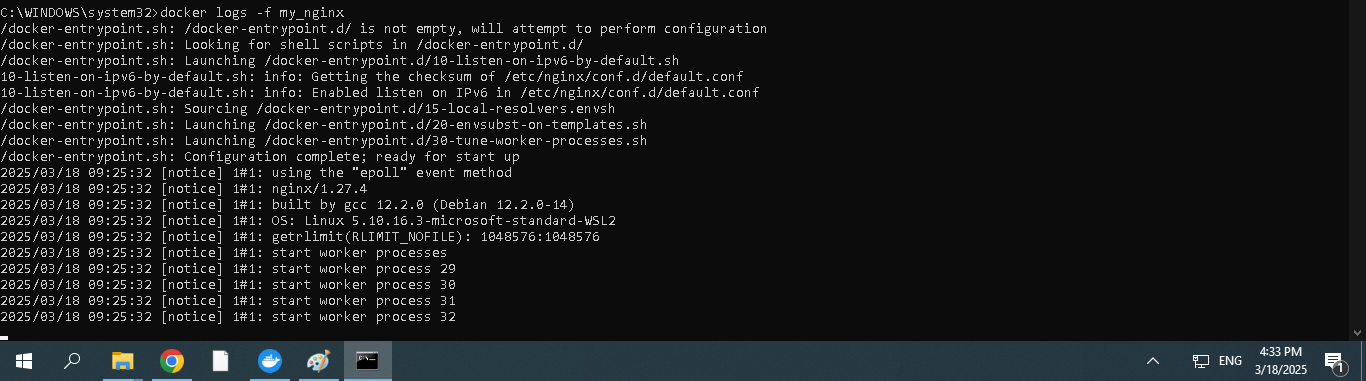 C:\WINDOWS\system32>docker logs -f my_nginx
/docker-entrypoint.sh: /docker-entrypoint.d/ is not empty, will attempt to perform configuration
/docker-entrypoint.sh: Looking for shell scripts in /docker-entrypoint.d/
/docker-entrypoint.sh: Launching /docker-entrypoint.d/10-listen-on-ipv6-by-default.sh
10-listen-on-ipv6-by-default.sh: info: Getting the checksum of /etc/nginx/conf.d/default.conf
10-listen-on-ipv6-by-default.sh: info: Enabled listen on IPv6 in /etc/nginx/conf.d/default.conf
/docker-entrypoint.sh: Sourcing /docker-entrypoint.d/15-local-resolvers.envsh
/docker-entrypoint.sh: Launching /docker-entrypoint.d/20-envsubst-on-templates.sh
/docker-entrypoint.sh: Launching /docker-entrypoint.d/30-tune-worker-processes.sh
/docker-entrypoint.sh: Configuration complete; ready for start up
2025/03/18 09:25:32 [notice] 1#1: using the "epoll" event method
2025/03/18 09:25:32 [notice] 1#1: nginx/1.27.4
2025/03/18 09:25:32 [notice] 1#1: built by gcc 12.2.0 (Debian 12.2.0-14)
2025/03/18 09:25:32 [notice] 1#1: OS: Linux 5.10.16.3-microsoft-standard-WSL2
2025/03/18 09:25:32 [notice] 1#1: getrlimit(RLIMIT_NOFILE): 1048576:1048576
2025/03/18 09:25:32 [notice] 1#1: start worker processes
2025/03/18 09:25:32 [notice] 1#1: start worker process 29
2025/03/18 09:25:32 [notice] 1#1: start worker process 30
2025/03/18 09:25:32 [notice] 1#1: start worker process 31
2025/03/18 09:25:32 [notice] 1#1: start worker process 32
ENG
4:33 PM
3/18/2025
1